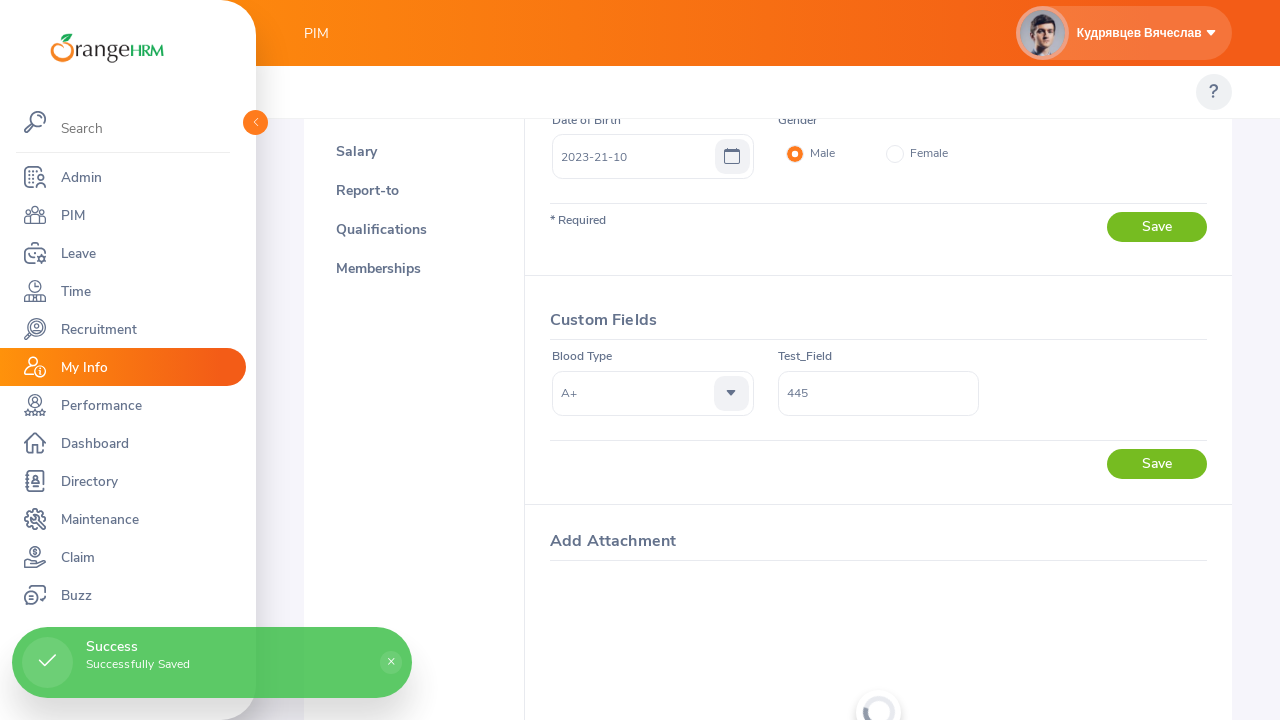 OrangeHRM
PIM
Кудрявцев Вячеслав
?
Search
Admin
PIM
Leave
Time
Recruitment
My Info
Performance
Dashboard
Directory
Maintenance
Claim
Buzz
Salary
Report-to
Qualifications
Memberships
Date of Birth
Gender
2023-21-10
Male
Female
* Required
Save
Custom Fields
Blood Type
Test_Field
A+
445
Save
Add Attachment
Success
Successfully Saved
×